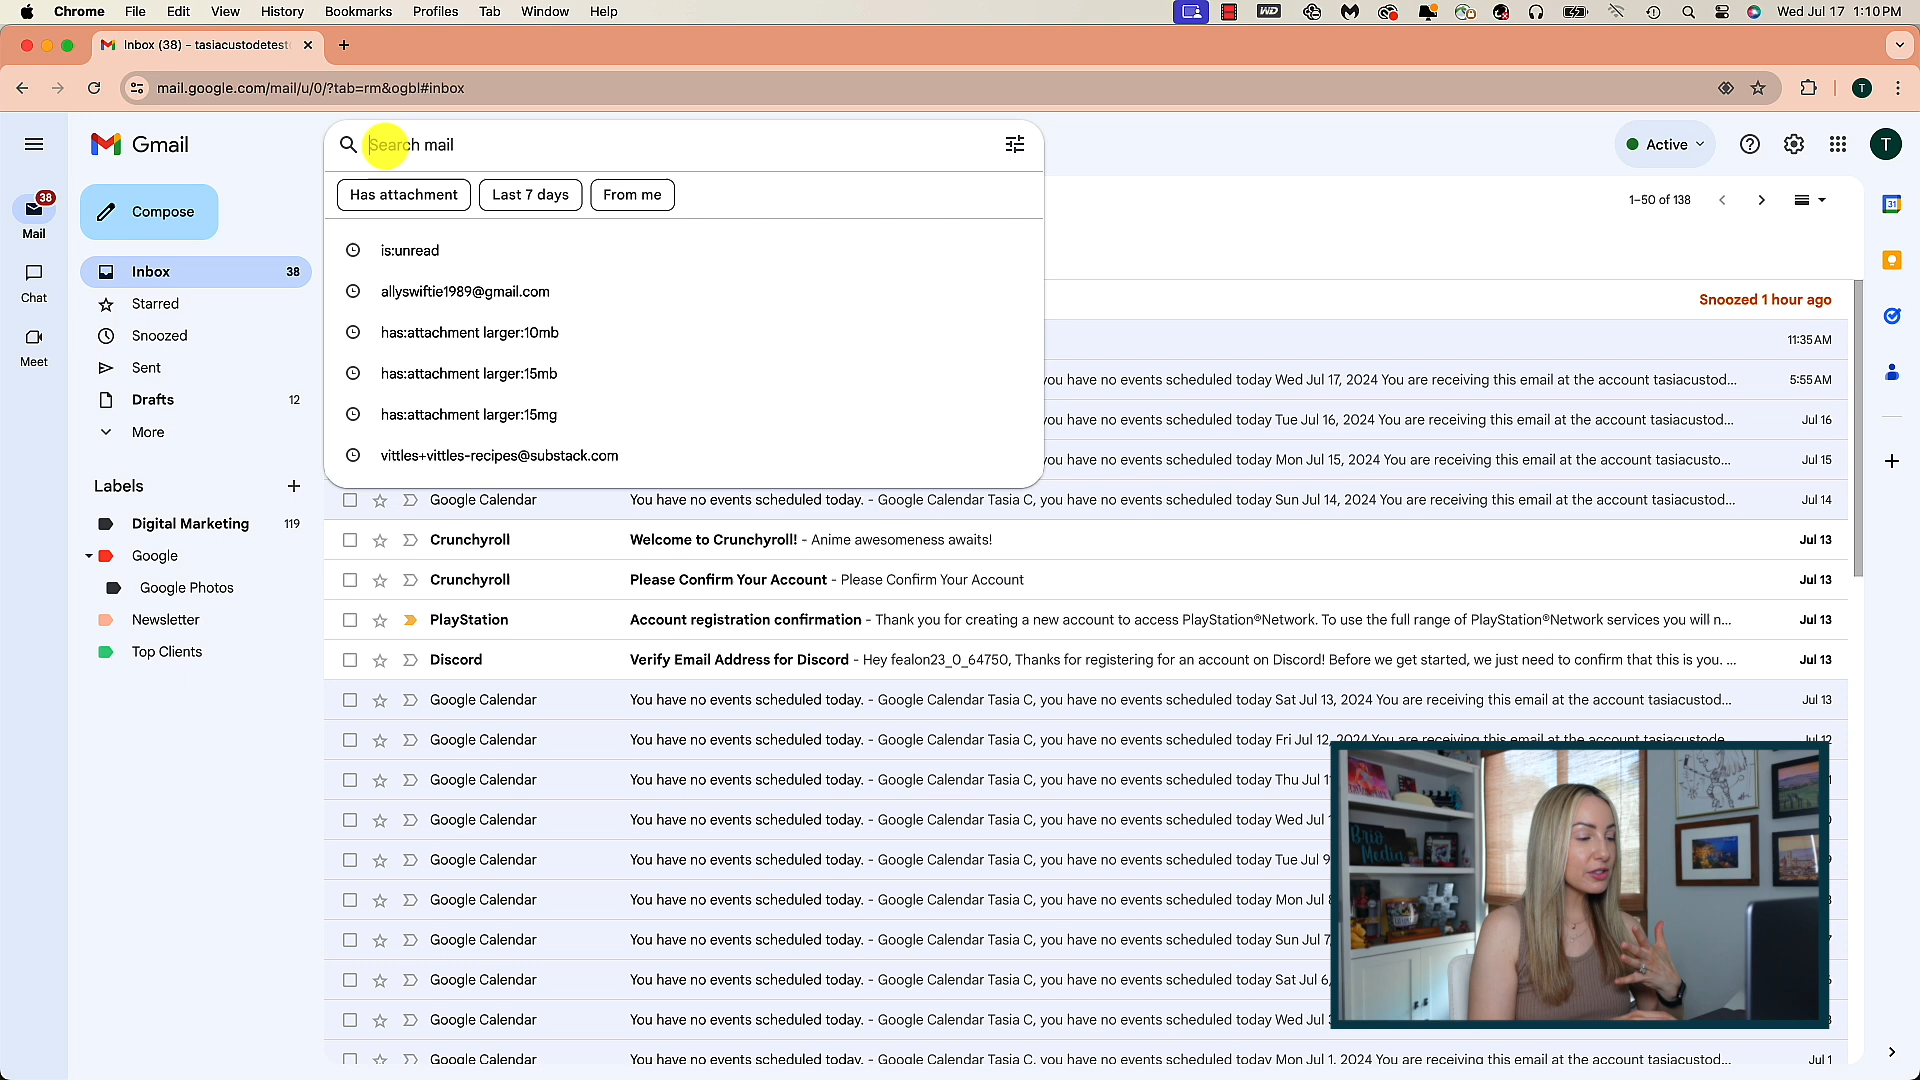 Chrome File Edit View History Bookmarks Profiles Tab Window Help
WD
Wed Jul 17 1:10 PM
Inbox (38) - tasiacustodetest
mail.google.com/mail/u/0/?tab=rm&ogbl#inbox
T
Gmail
Search mail
Active
T
Has attachment
Last 7 days
From me
1–50 of 138
38
Mail
Chat
Meet
Compose
Inbox 38
Starred
Snoozed
Sent
Drafts 12
More
Labels
Digital Marketing 119
Google
Google Photos
Newsletter
Top Clients
is:unread
allyswiftie1989@gmail.com
has:attachment larger:10mb
has:attachment larger:15mb
has:attachment larger:15mg
vittles+vittles-recipes@substack.com
31
Snoozed 1 hour ago
11:35 AM
you have no events scheduled today Wed Jul 17, 2024 You are receiving this email at the account tasiacustod... 5:55 AM
you have no events scheduled today Tue Jul 16, 2024 You are receiving this email at the account tasiacustod... Jul 16
you have no events scheduled today Mon Jul 15, 2024 You are receiving this email at the account tasiacusto... Jul 15
Google Calendar You have no events scheduled today. - Google Calendar Tasia C, you have no events scheduled today Sun Jul 14, 2024 You are receiving this email at the account tasiacustod... Jul 14
Crunchyroll Welcome to Crunchyroll! - Anime awesomeness awaits! Jul 13
Crunchyroll Please Confirm Your Account - Please Confirm Your Account Jul 13
PlayStation Account registration confirmation - Thank you for creating a new account to access PlayStation®Network. To use the full range of PlayStation®Network services you will n... Jul 13
Discord Verify Email Address for Discord - Hey fealon23_0_64750, Thanks for registering for an account on Discord! Before we get started, we just need to confirm that this is you. ... Jul 13
Google Calendar You have no events scheduled today. - Google Calendar Tasia C, you have no events scheduled today Sat Jul 13, 2024 You are receiving this email at the account tasiacustod... Jul 13
Google Calendar You have no events scheduled today. - Google Calendar Tasia C, you have no events scheduled today Fri Jul 12, 2024 You are receiving this email at the account tasiacustode... Jul 12
Google Calendar You have no events scheduled today. - Google Calendar Tasia C, you have no events scheduled today Thu Jul 1
Google Calendar You have no events scheduled today. - Google Calendar Tasia C, you have no events scheduled today Wed Jul
Google Calendar You have no events scheduled today. - Google Calendar Tasia C, you have no events scheduled today Tue Jul 9
Google Calendar You have no events scheduled today. - Google Calendar Tasia C, you have no events scheduled today Mon Jul 8
Google Calendar You have no events scheduled today. - Google Calendar Tasia C, you have no events scheduled today Sun Jul 7,
Google Calendar You have no events scheduled today. - Google Calendar Tasia C, you have no events scheduled today Sat Jul 6,
Google Calendar You have no events scheduled today. - Google Calendar Tasia C, you have no events scheduled today Wed Jul
Google Calendar You have no events scheduled today. - Google Calendar Tasia C, you have no events scheduled today Mon Jul 1, 2024 You are receiving this email at the account tasiacustod... Jul 1
Brio
Media